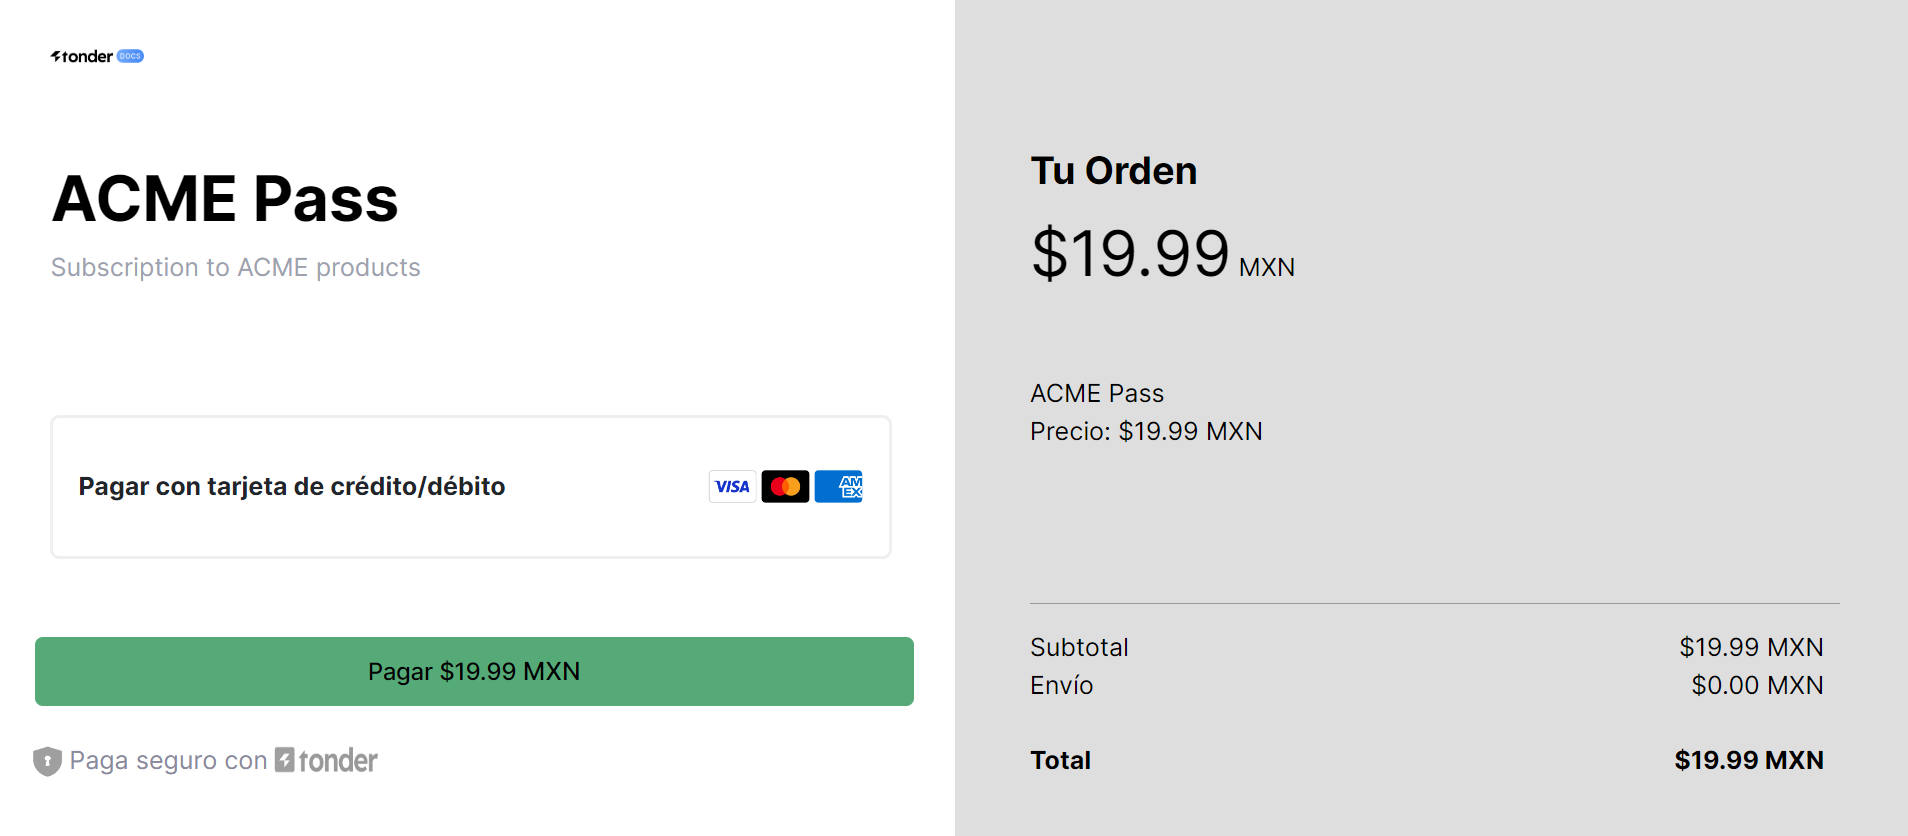 tonder DOCS
ACME Pass
Subscription to ACME products
Pagar con tarjeta de crédito/débito
VISA
AMEX
Pagar $19.99 MXN
Paga seguro con tonder
Tu Orden
$19.99 MXN
ACME Pass
Precio: $19.99 MXN
Subtotal $19.99 MXN
Envío $0.00 MXN
Total $19.99 MXN